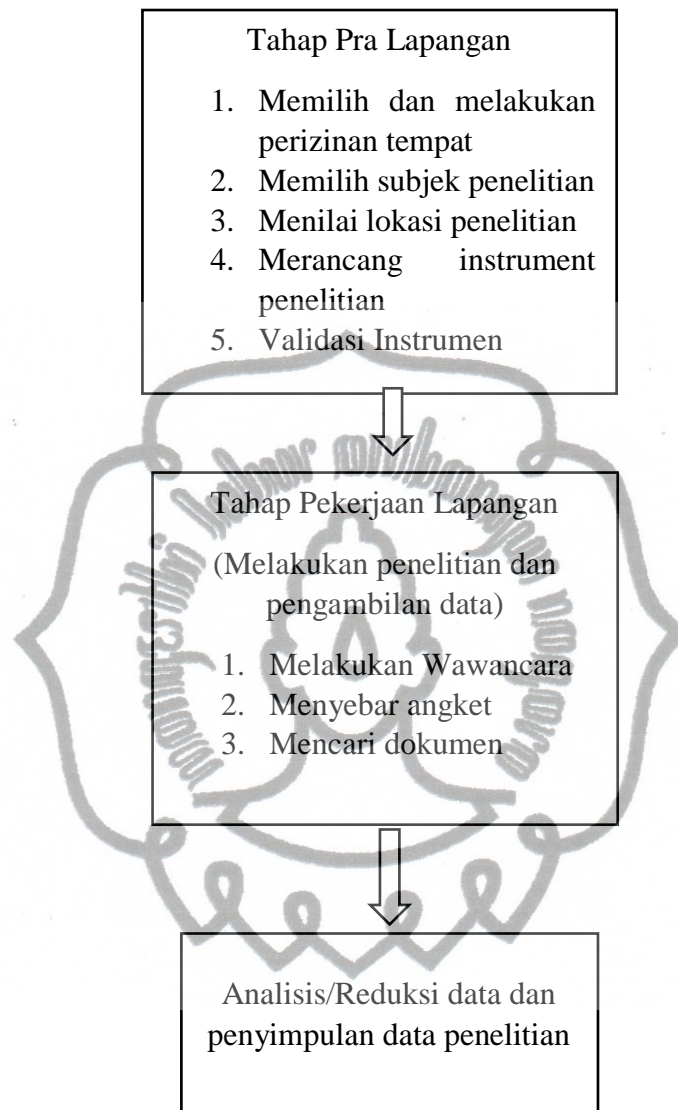 Tahap Pra Lapangan
1. Memilih dan melakukan
perizinan tempat
2. Memilih subjek penelitian
3. Menilai lokasi penelitian
4. Merancang instrument
penelitian
5. Validasi Instrumen
Tahap Pekerjaan Lapangan
(Melakukan penelitian dan
pengambilan data)
1. Melakukan Wawancara
2. Menyebar angket
3. Mencari dokumen
Analisis/Reduksi data dan
penyimpulan data penelitian